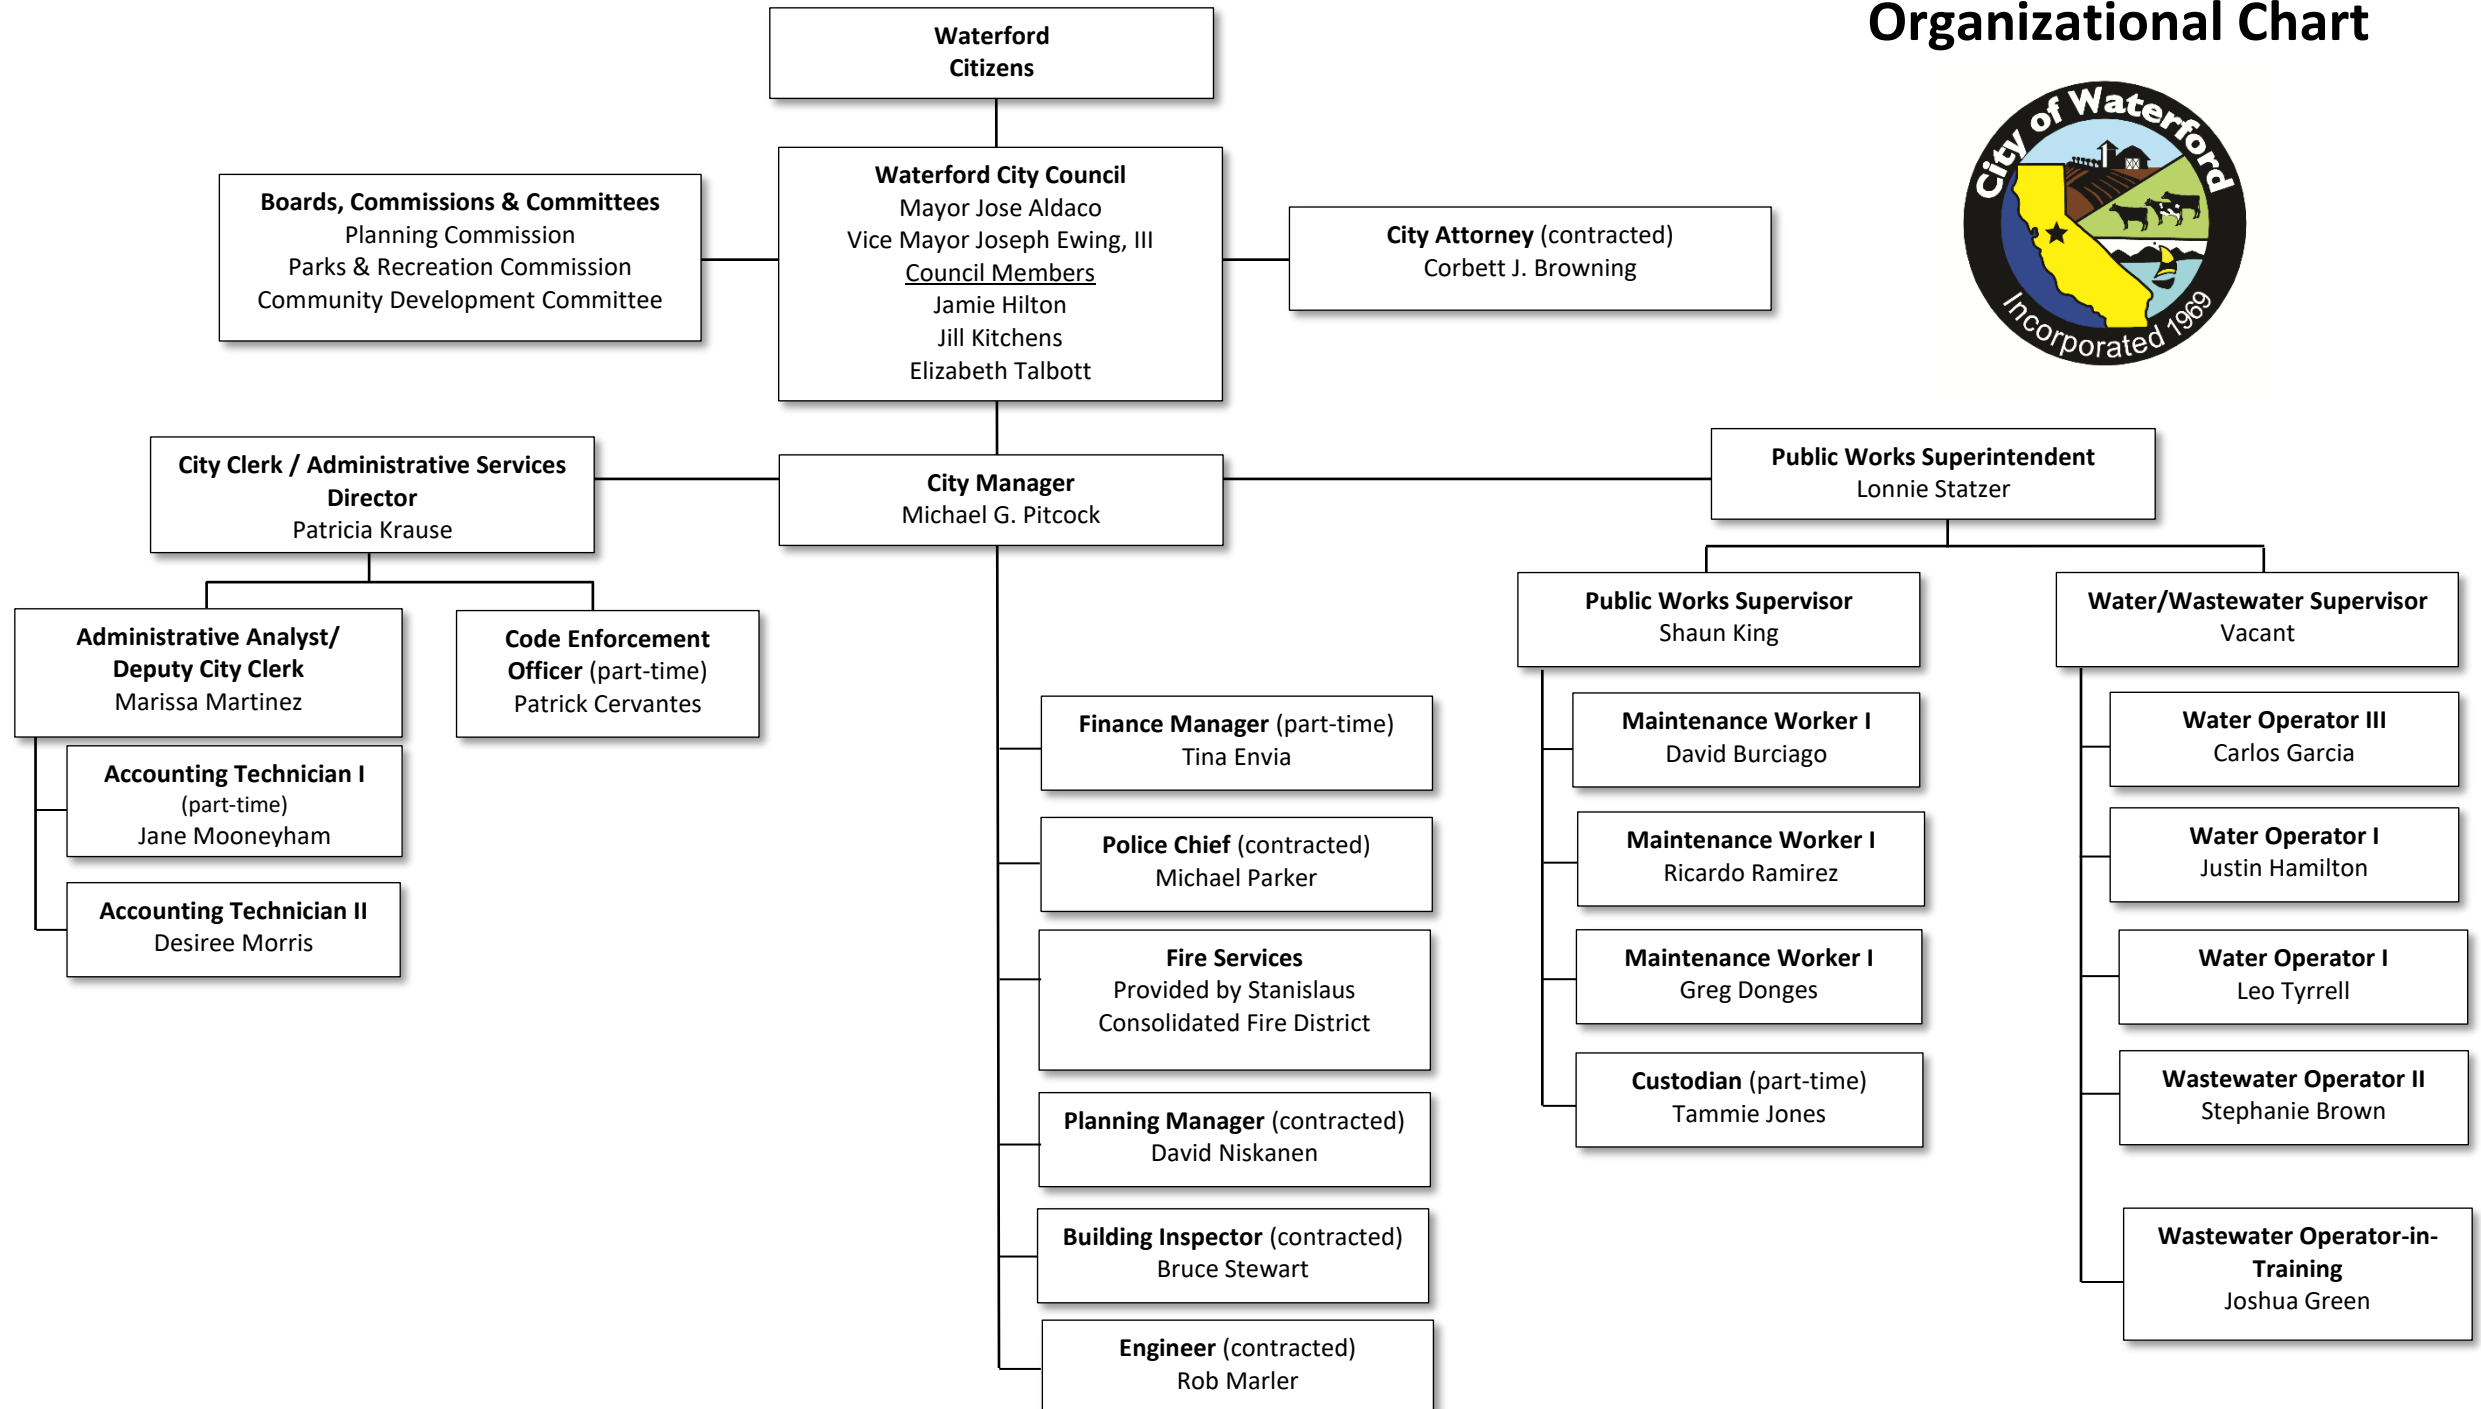 Organizational Chart
City of Waterford
Incorporated 1969
Waterford
Citizens
Boards, Commissions & Committees
Planning Commission
Parks & Recreation Commission
Community Development Committee
Waterford City Council
Mayor Jose Aldaco
Vice Mayor Joseph Ewing, III
Council Members
Jamie Hilton
Jill Kitchens
Elizabeth Talbott
City Attorney (contracted)
Corbett J. Browning
City Clerk / Administrative Services
Director
Patricia Krause
City Manager
Michael G. Pitcock
Public Works Superintendent
Lonnie Statzer
Administrative Analyst/
Deputy City Clerk
Marissa Martinez
Code Enforcement
Officer (part-time)
Patrick Cervantes
Accounting Technician I
(part-time)
Jane Mooneyham
Accounting Technician II
Desiree Morris
Finance Manager (part-time)
Tina Envia
Police Chief (contracted)
Michael Parker
Fire Services
Provided by Stanislaus
Consolidated Fire District
Planning Manager (contracted)
David Niskanen
Building Inspector (contracted)
Bruce Stewart
Engineer (contracted)
Rob Marler
Public Works Supervisor
Shaun King
Maintenance Worker I
David Burciago
Maintenance Worker I
Ricardo Ramirez
Maintenance Worker I
Greg Donges
Custodian (part-time)
Tammie Jones
Water/Wastewater Supervisor
Vacant
Water Operator III
Carlos Garcia
Water Operator I
Justin Hamilton
Water Operator I
Leo Tyrrell
Wastewater Operator II
Stephanie Brown
Wastewater Operator-in-
Training
Joshua Green